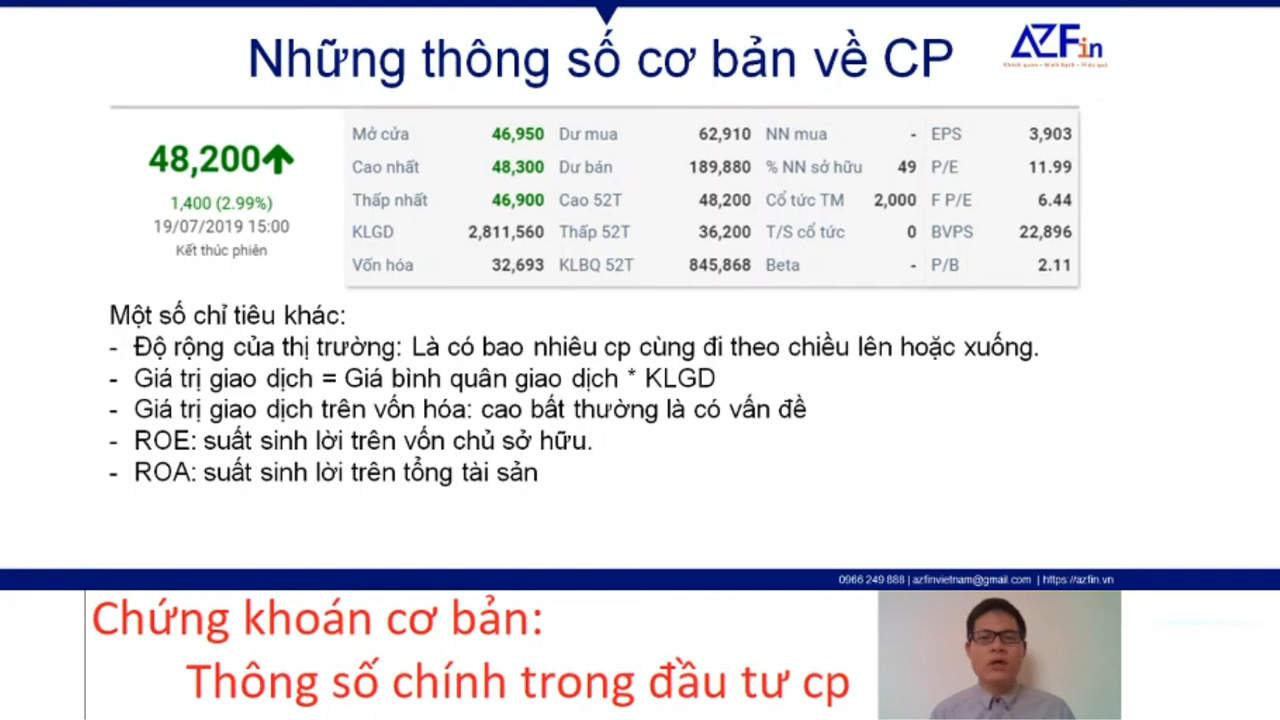 Những thông số cơ bản về CP
AZFin
Khách quan • Minh bạch • Hiệu quả
48,200
1,400 (2.99%)
19/07/2019 15:00
Kết thúc phiên
Mở cửa 46,950 Dư mua 62,910 NN mua - EPS 3,903
Cao nhất 48,300 Dư bán 189,880 % NN sở hữu 49 P/E 11.99
Thấp nhất 46,900 Cao 52T 48,200 Cổ tức TM 2,000 F P/E 6.44
KLGD 2,811,560 Thấp 52T 36,200 T/S cổ tức 0 BVPS 22,896
Vốn hóa 32,693 KLBQ 52T 845,868 Beta - P/B 2.11
Một số chỉ tiêu khác:
- Độ rộng của thị trường: Là có bao nhiêu cp cùng đi theo chiều lên hoặc xuống.
- Giá trị giao dịch = Giá bình quân giao dịch * KLGD
- Giá trị giao dịch trên vốn hóa: cao bất thường là có vấn đề
- ROE: suất sinh lời trên vốn chủ sở hữu.
- ROA: suất sinh lời trên tổng tài sản
0966 249 888 | azfinvietnam@gmail.com | https://azfin.vn
Chứng khoán cơ bản:
Thông số chính trong đầu tư cp